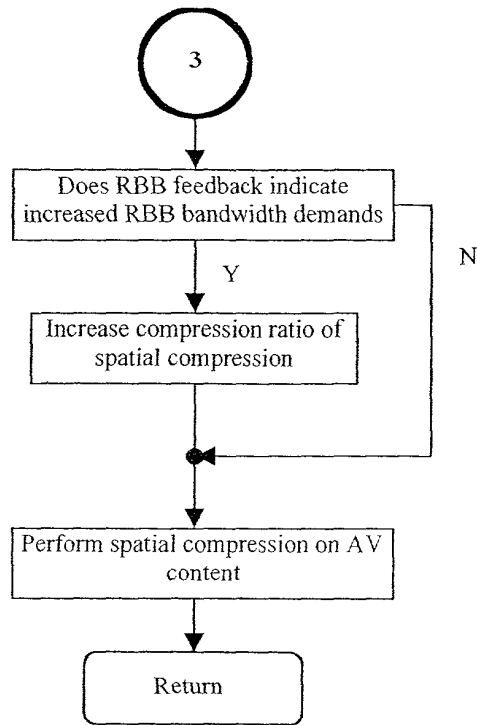 3
Does RBB feedback indicate
increased RBB bandwidth demands
N
Y
Increase compression ratio of
spatial compression
Perform spatial compression on AV
content
Return